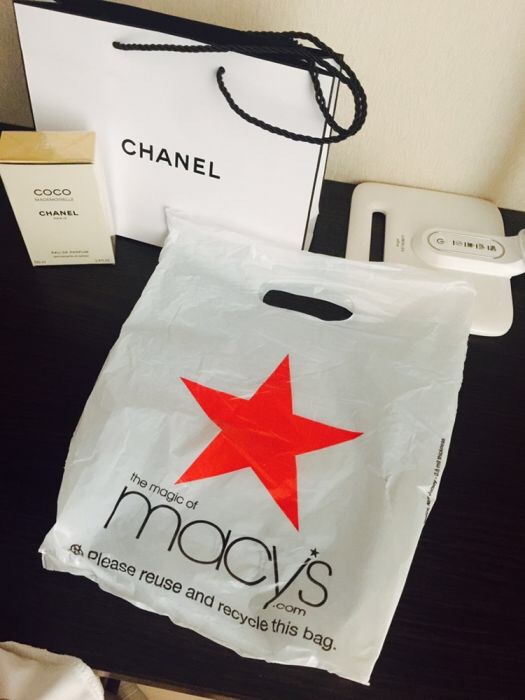 CHANEL
COCO
MADEMOISELLE
CHANEL
PARIS
EAU DE PARFUM
the magic of
macy's
.com
Please reuse and recycle this bag.